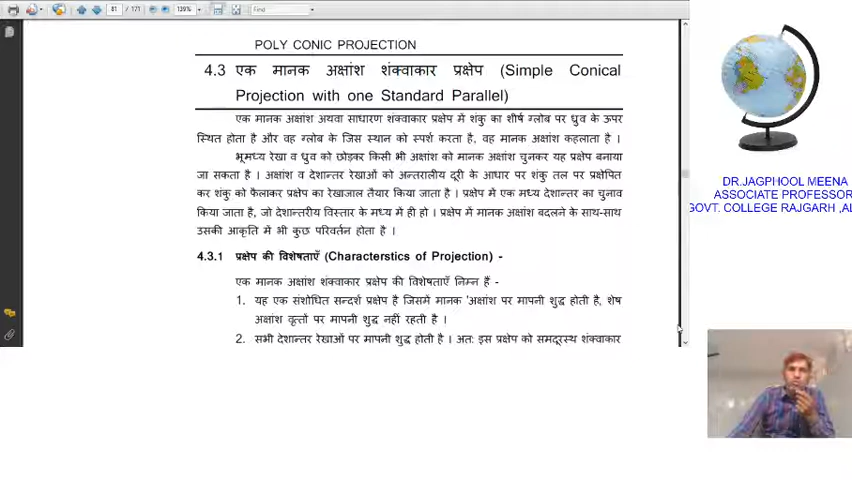 81 / 171
139%
Find
POLY CONIC PROJECTION
4.3 एक मानक अक्षांश शंक्वाकार प्रक्षेप (Simple Conical
Projection with one Standard Parallel)
एक मानक अक्षांश अथवा साधारण शंक्वाकार प्रक्षेप में शंकु का शीर्ष ग्लोब पर ध्रुव के ऊपर
स्थित होता है और वह ग्लोब के जिस स्थान को स्पर्श करता है, वह मानक अक्षांश कहलाता है ।
भूमध्य रेखा व ध्रुव को छोड़कर किसी भी अक्षांश को मानक अक्षांश चुनकर यह प्रक्षेप बनाया
जा सकता है । अक्षांश व देशान्तर रेखाओं को अन्तरालीय दूरी के आधार पर शंकु तल पर प्रक्षेपित
कर शंकु को फैलाकर प्रक्षेप का रेखाजाल तैयार किया जाता है । प्रक्षेप में एक मध्य देशान्तर का चुनाव
किया जाता है, जो देशान्तरीय विस्तार के मध्य में ही हो । प्रक्षेप में मानक अक्षांश बदलने के साथ-साथ
उसकी आकृति में भी कुछ परिवर्तन होता है ।
4.3.1 प्रक्षेप की विशेषताएँ (Characterstics of Projection) -
एक मानक अक्षांश शंक्वाकार प्रक्षेप की विशेषताएँ निम्न हैं -
1. यह एक संशोधित सन्दर्श प्रक्षेप है जिसमें मानक 'अक्षांश पर मापनी शुद्ध होती है, शेष
अक्षांश वृत्तों पर मापनी शुद्ध नहीं रहती है ।
2. सभी देशान्तर रेखाओं पर मापनी शुद्ध होती है । अत: इस प्रक्षेप को समदूरस्थ शंक्वाकार
DR.JAGPHOOL MEENA
ASSOCIATE PROFESSOR
GOVT. COLLEGE RAJGARH ,AL